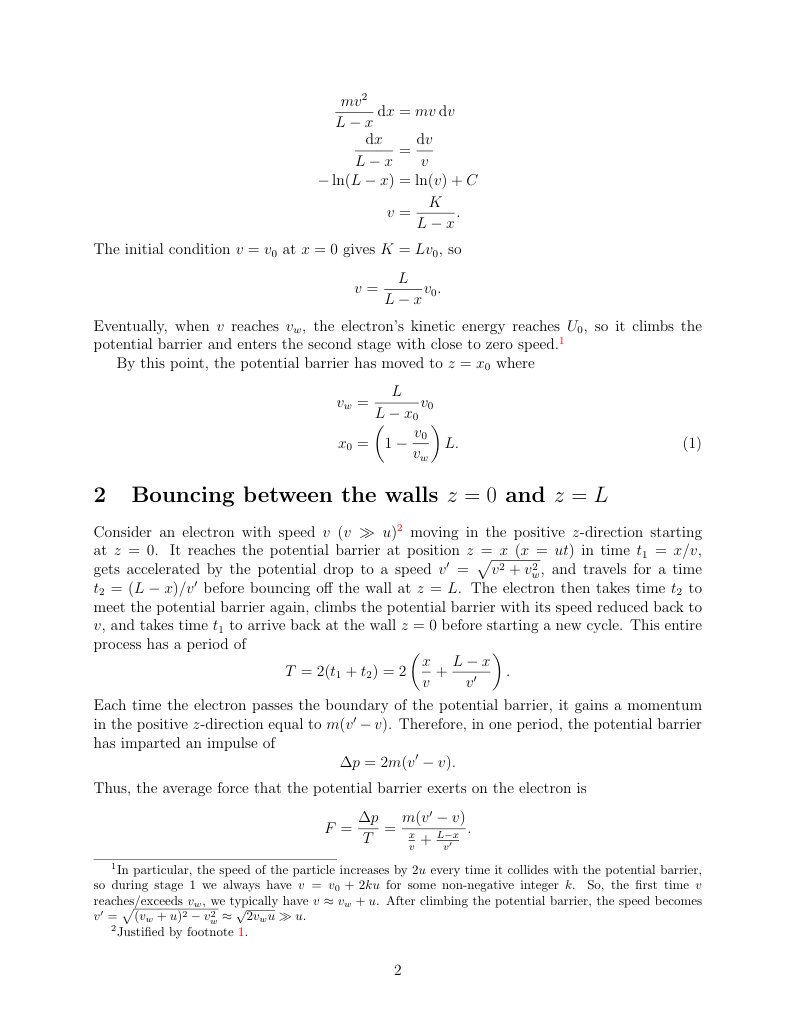 mv²/(L − x) dx = mv dv
dx/(L − x) = dv/v
− ln(L − x) = ln(v) + C
v = K/(L − x).
The initial condition v = v₀ at x = 0 gives K = Lv₀, so
v = L/(L − x) v₀.
Eventually, when v reaches v_w, the electron's kinetic energy reaches U₀, so it climbs the
potential barrier and enters the second stage with close to zero speed.¹
By this point, the potential barrier has moved to z = x₀ where
v_w = L/(L − x₀) v₀
x₀ = (1 − v₀/v_w) L. (1)
2 Bouncing between the walls z = 0 and z = L
Consider an electron with speed v (v ≫ u)² moving in the positive z-direction starting
at z = 0. It reaches the potential barrier at position z = x (x = ut) in time t₁ = x/v,
gets accelerated by the potential drop to a speed v′ = √(v² + v_w²), and travels for a time
t₂ = (L − x)/v′ before bouncing off the wall at z = L. The electron then takes time t₂ to
meet the potential barrier again, climbs the potential barrier with its speed reduced back to
v, and takes time t₁ to arrive back at the wall z = 0 before starting a new cycle. This entire
process has a period of
T = 2(t₁ + t₂) = 2 (x/v + (L − x)/v′).
Each time the electron passes the boundary of the potential barrier, it gains a momentum
in the positive z-direction equal to m(v′ − v). Therefore, in one period, the potential barrier
has imparted an impulse of
Δp = 2m(v′ − v).
Thus, the average force that the potential barrier exerts on the electron is
F = Δp/T = m(v′ − v)/(x/v + (L−x)/v′).
¹In particular, the speed of the particle increases by 2u every time it collides with the potential barrier,
so during stage 1 we always have v = v₀ + 2ku for some non-negative integer k. So, the first time v
reaches/exceeds v_w, we typically have v ≈ v_w + u. After climbing the potential barrier, the speed becomes
v′ = √((v_w + u)² − v_w²) ≈ √(2v_w u) ≫ u.
²Justified by footnote 1.
2